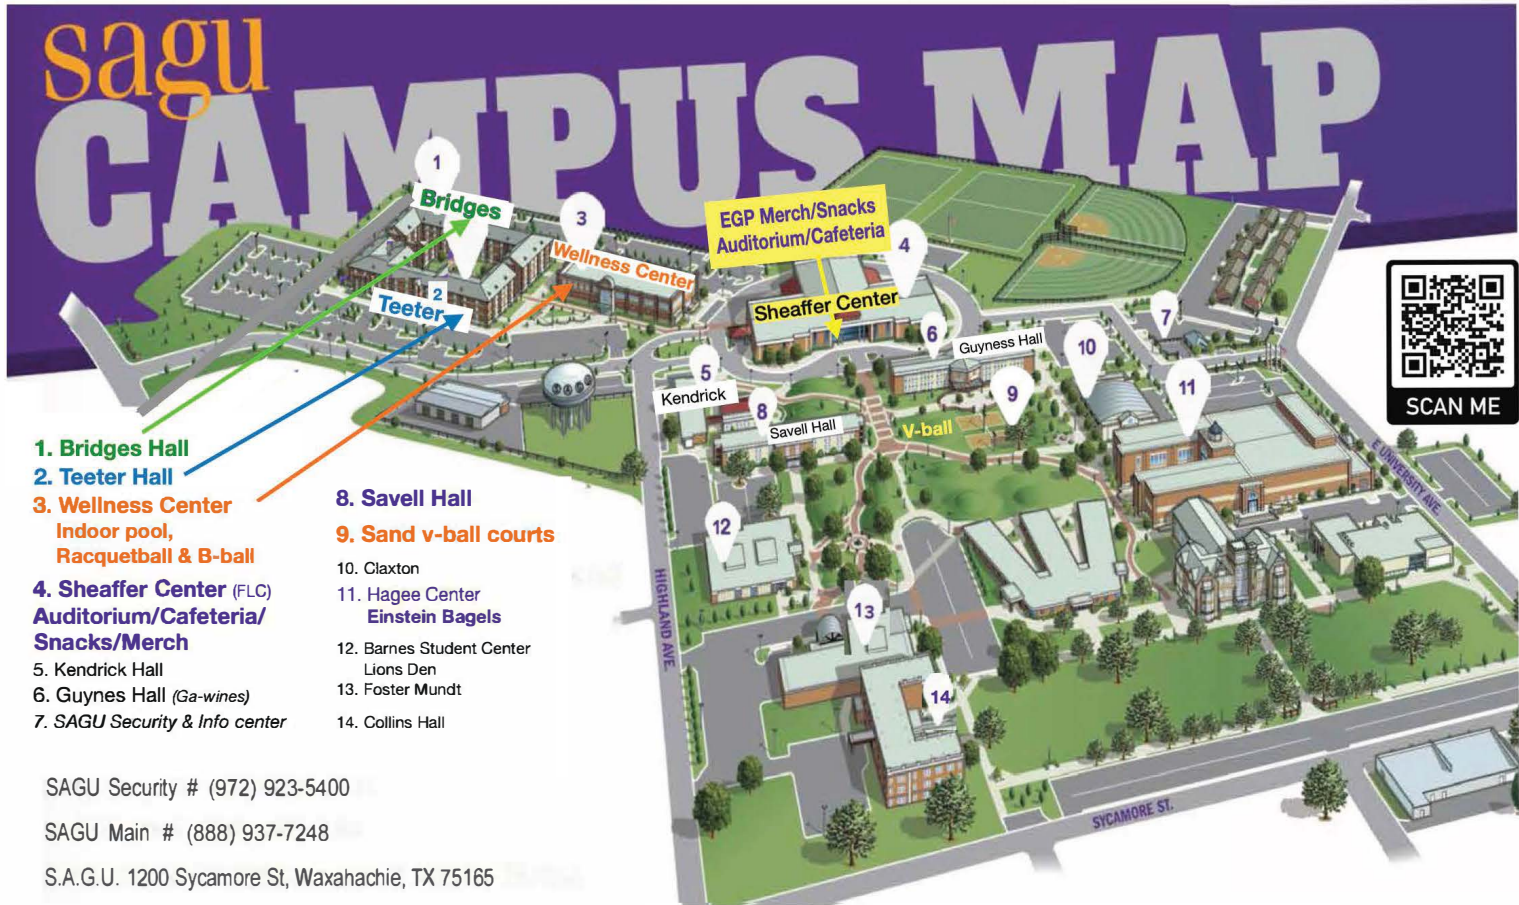 sagu
CAMPUS MAP
1
Bridges
3
Wellness Center
2
Teeter
EGP Merch/Snacks
Auditorium/Cafeteria
4
Sheaffer Center
6
Guyness Hall
7
10
5
Kendrick
8
Savell Hall
9
V-ball
11
SAGU
12
13
14
HIGHLAND AVE.
E UNIVERSITY AVE.
SYCAMORE ST.
SCAN ME
1. Bridges Hall
2. Teeter Hall
3. Wellness Center
Indoor pool,
Racquetball & B-ball
4. Sheaffer Center (FLC)
Auditorium/Cafeteria/
Snacks/Merch
5. Kendrick Hall
6. Guynes Hall (Ga-wines)
7. SAGU Security & Info center
8. Savell Hall
9. Sand v-ball courts
10. Claxton
11. Hagee Center
Einstein Bagels
12. Barnes Student Center
Lions Den
13. Foster Mundt
14. Collins Hall
SAGU Security # (972) 923-5400
SAGU Main # (888) 937-7248
S.A.G.U. 1200 Sycamore St, Waxahachie, TX 75165